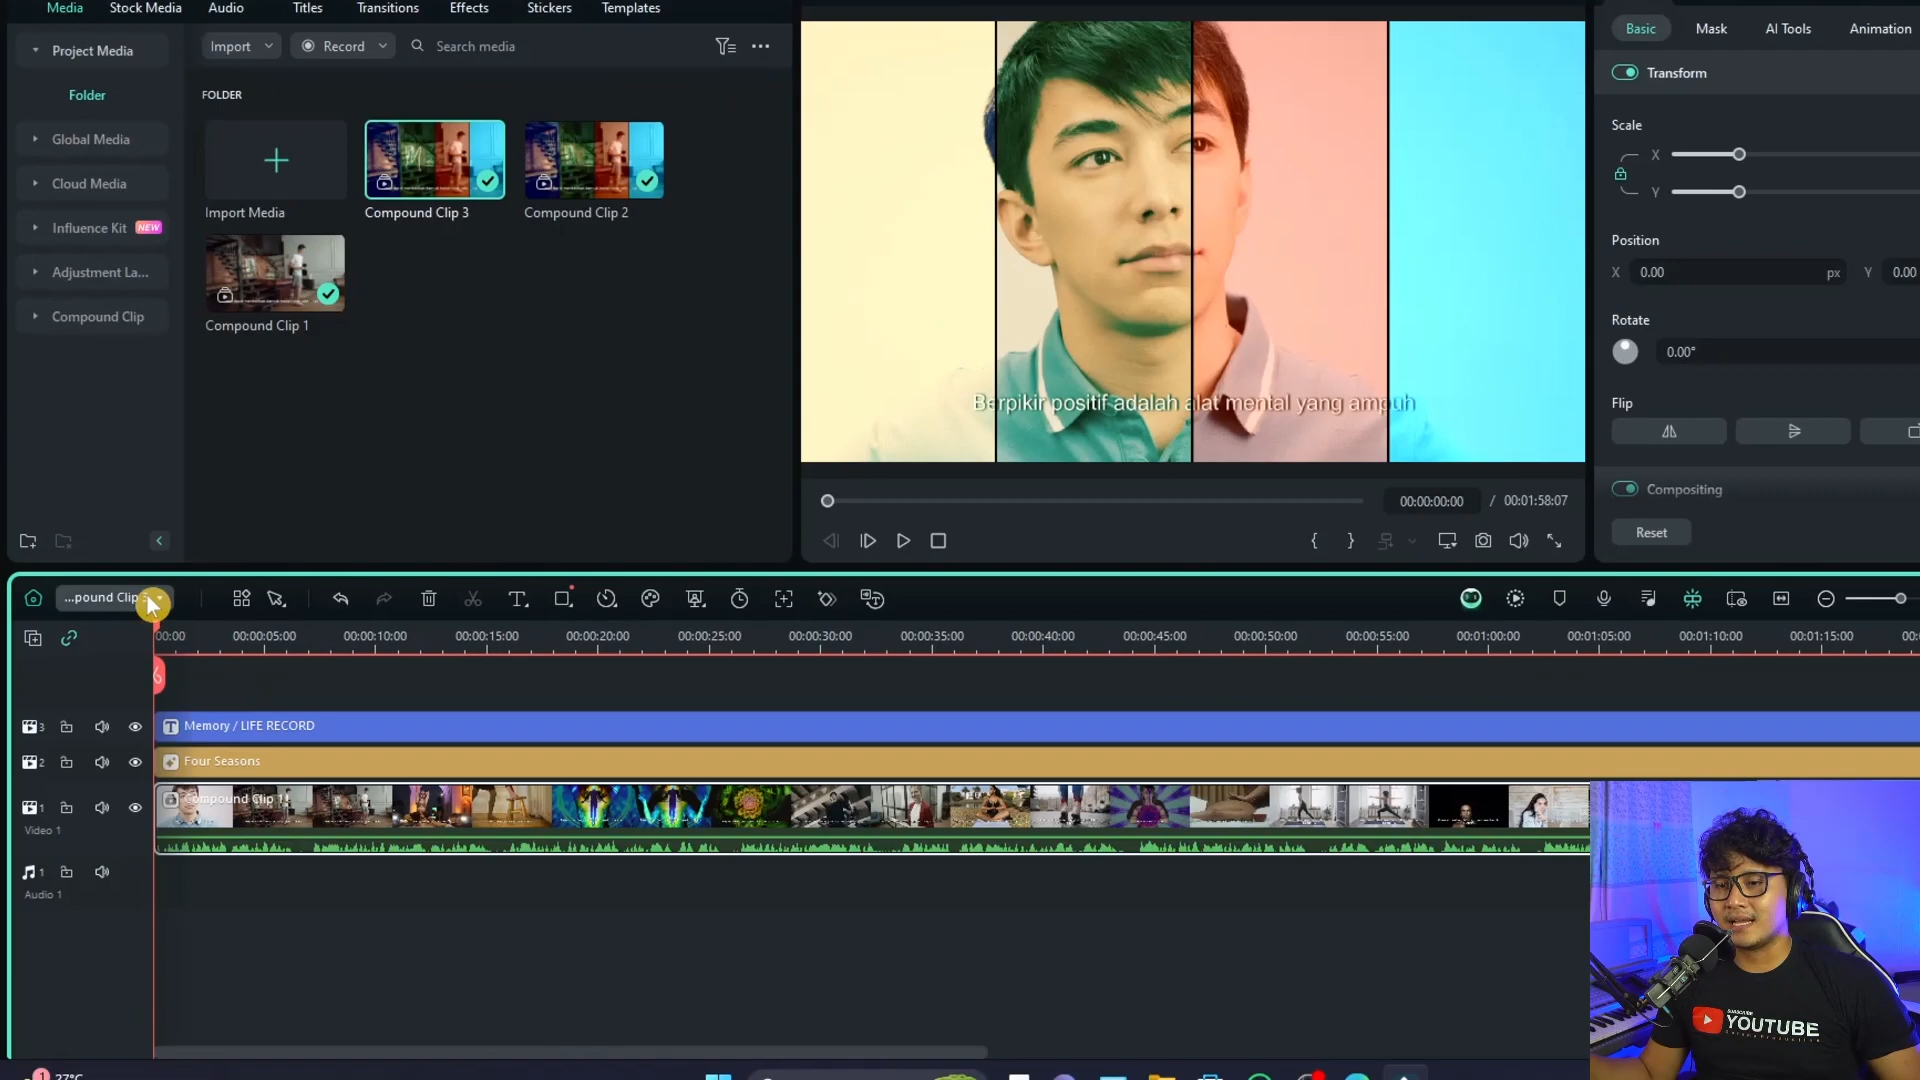 Media Stock Media Audio Titles Transitions Effects Stickers Templates
Project Media
Folder
Global Media
Cloud Media
Influence Kit NEW
Adjustment La...
Compound Clip
Import Record Search media
FOLDER
Import Media
Compound Clip 3
Compound Clip 2
Compound Clip 1
Berpikir positif adalah alat mental yang ampuh
00:00:00:00 / 00:01:58:07
Basic Mask AI Tools Animation
Transform
Scale
X
Y
Position
X 0.00 px Y 0.00
Rotate
0.00°
Flip
Compositing
Reset
...pound Clip
00:00 00:00:05:00 00:00:10:00 00:00:15:00 00:00:20:00 00:00:25:00 00:00:30:00 00:00:35:00 00:00:40:00 00:00:45:00 00:00:50:00 00:00:55:00 00:01:00:00 00:01:05:00 00:01:10:00 00:01:15:00
3 Memory / LIFE RECORD
2 Four Seasons
1 Compound Clip 1
Video 1
1
Audio 1
SUBSCRIBE
YOUTUBE
1 27°C